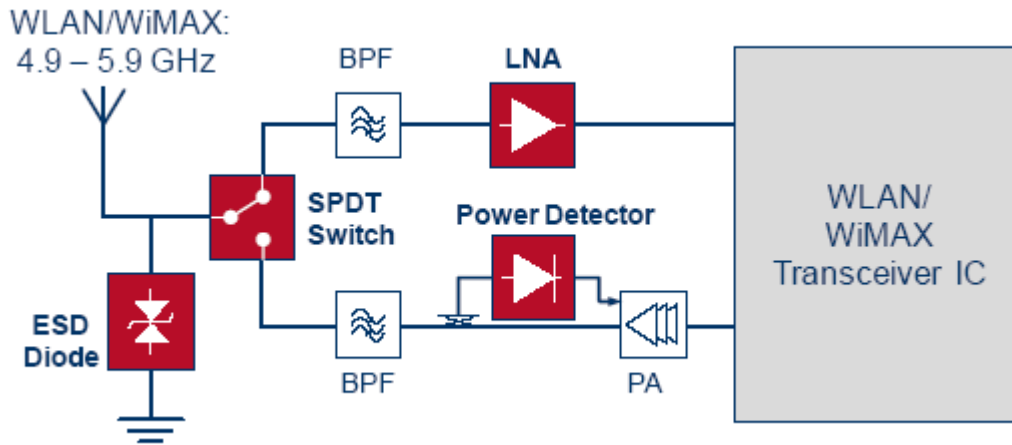 WLAN/WiMAX:
4.9 – 5.9 GHz
BPF
LNA
SPDT
Switch
Power Detector
WLAN/
WiMAX
Transceiver IC
ESD
Diode
BPF
PA